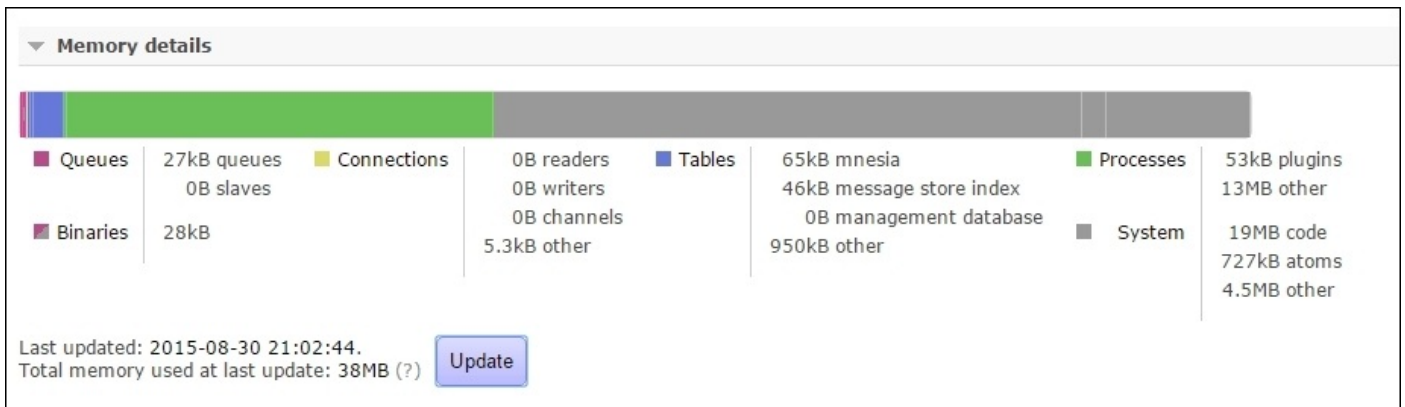 Memory details
Queues 27kB queues Connections 0B readers Tables 65kB mnesia Processes 53kB plugins
0B slaves 0B writers 46kB message store index 13MB other
0B channels 0B management database
Binaries 28kB 5.3kB other 950kB other System 19MB code
727kB atoms
4.5MB other
Last updated: 2015-08-30 21:02:44.
Total memory used at last update: 38MB (?)
Update